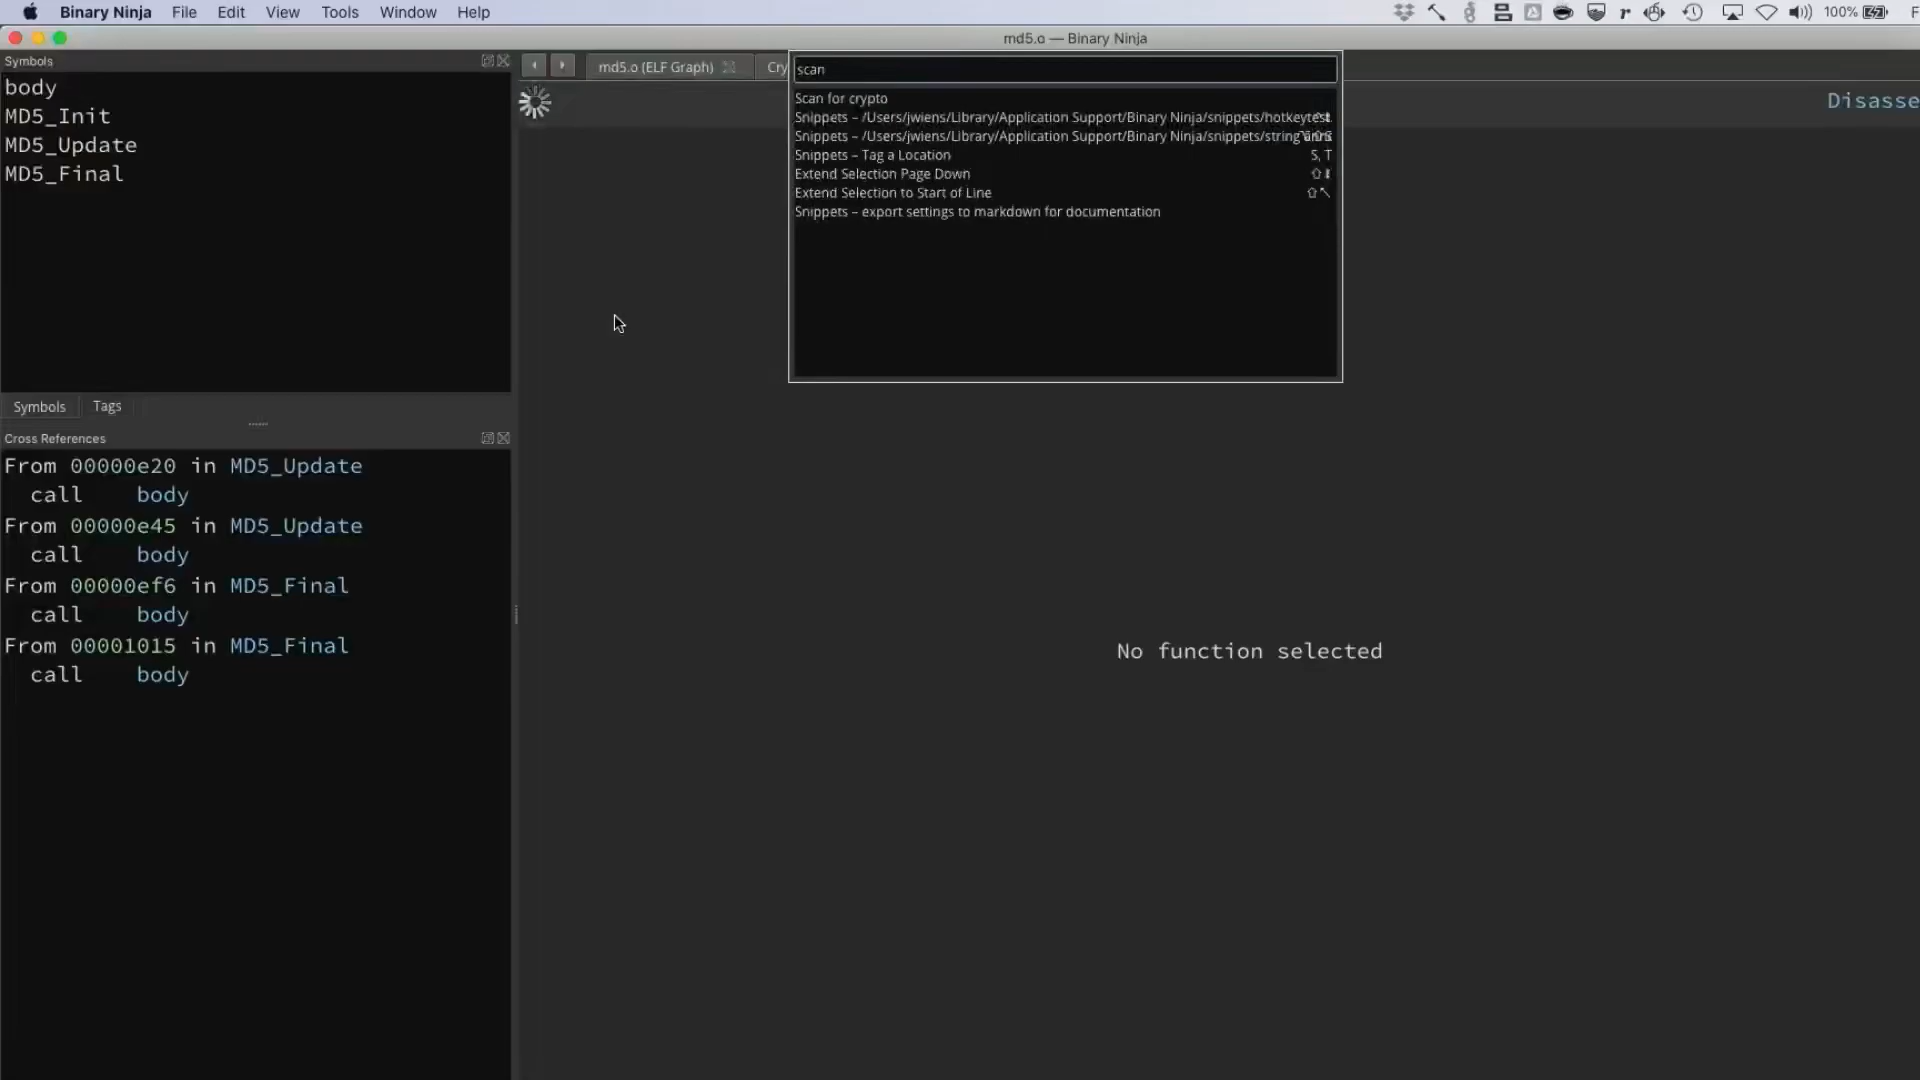 Binary Ninja File Edit View Tools Window Help 100% F
md5.o — Binary Ninja
Symbols
body
MD5_Init
MD5_Update
MD5_Final
Symbols Tags
Cross References
From 00000e20 in MD5_Update
call body
From 00000e45 in MD5_Update
call body
From 00000ef6 in MD5_Final
call body
From 00001015 in MD5_Final
call body
md5.o (ELF Graph) Cry
scan
Scan for crypto
Snippets – /Users/jwiens/Library/Application Support/Binary Ninja/snippets/hotkeytest
Snippets – /Users/jwiens/Library/Application Support/Binary Ninja/snippets/string
Snippets – Tag a Location S, T
Extend Selection Page Down
Extend Selection to Start of Line
Snippets – export settings to markdown for documentation
Disasse
No function selected